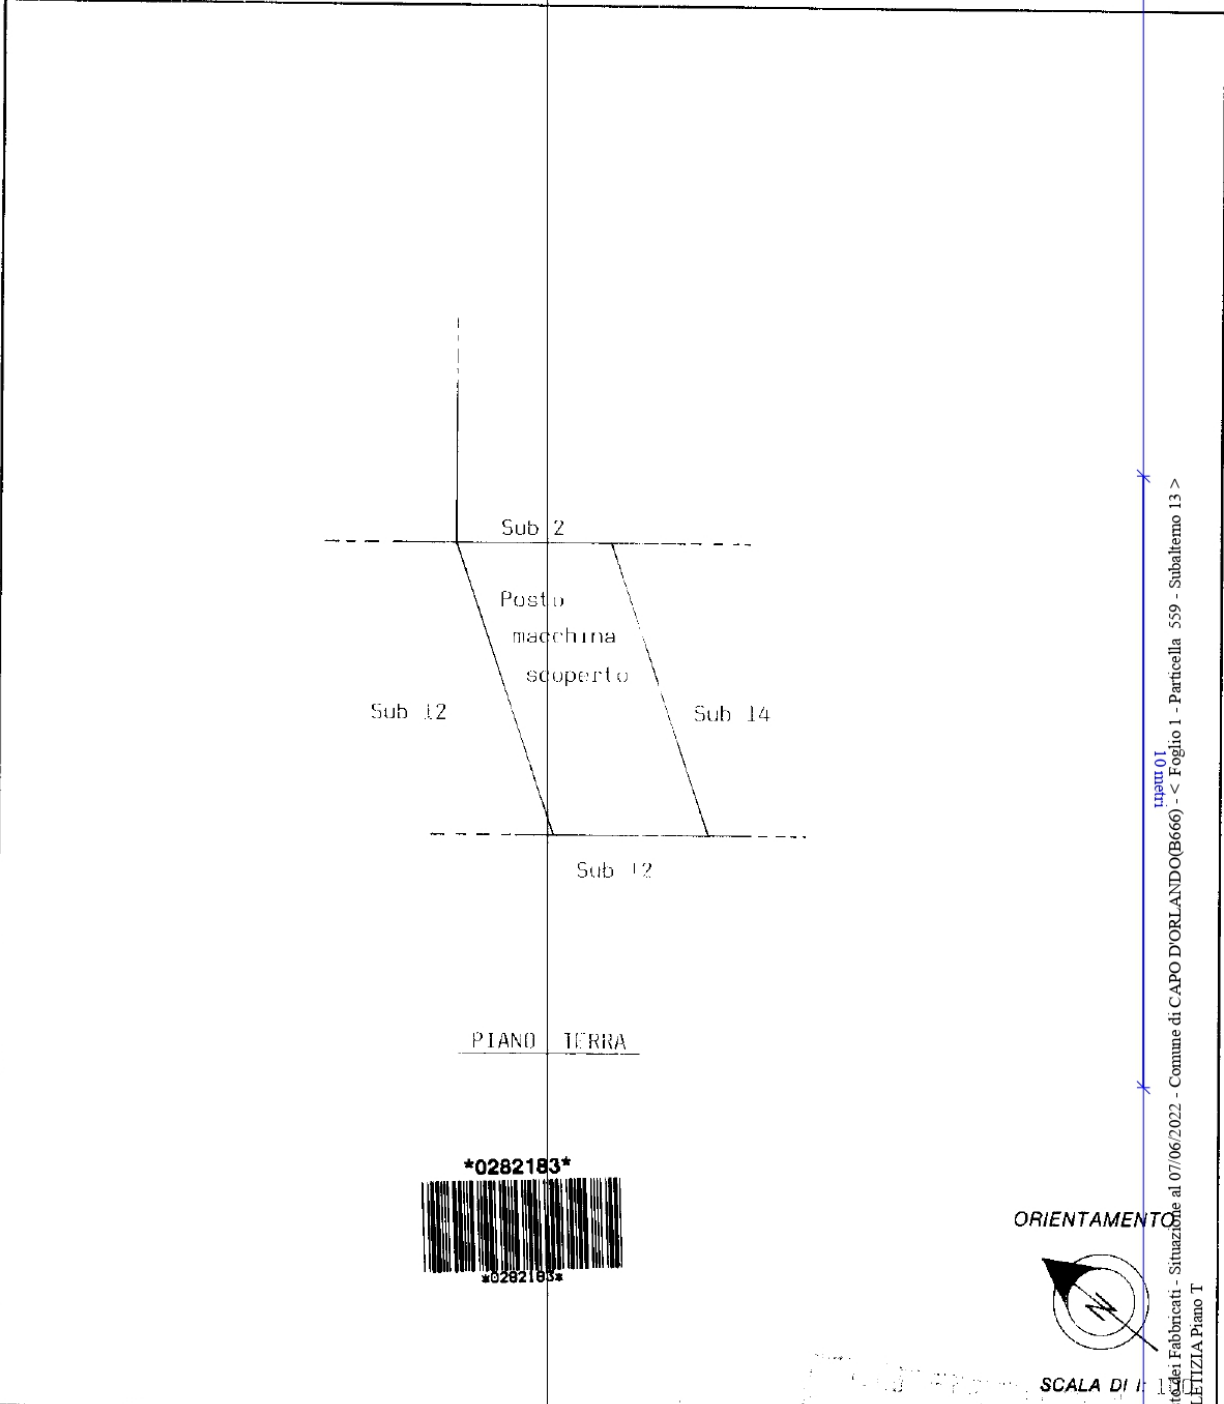 Sub 2
Posto
macchina
scoperto
Sub 12
Sub 14
Sub 12
PIANO TERRA
*0282183*
*0282183*
ORIENTAMENTO
N
SCALA DI 1: 100
10 metri
dei Fabbricati - Situazione al 07/06/2022 - Comune di CAPO D'ORLANDO(B666) - < Foglio 1 - Particella 559 - Subalterno 13 >
LETIZIA Piano T